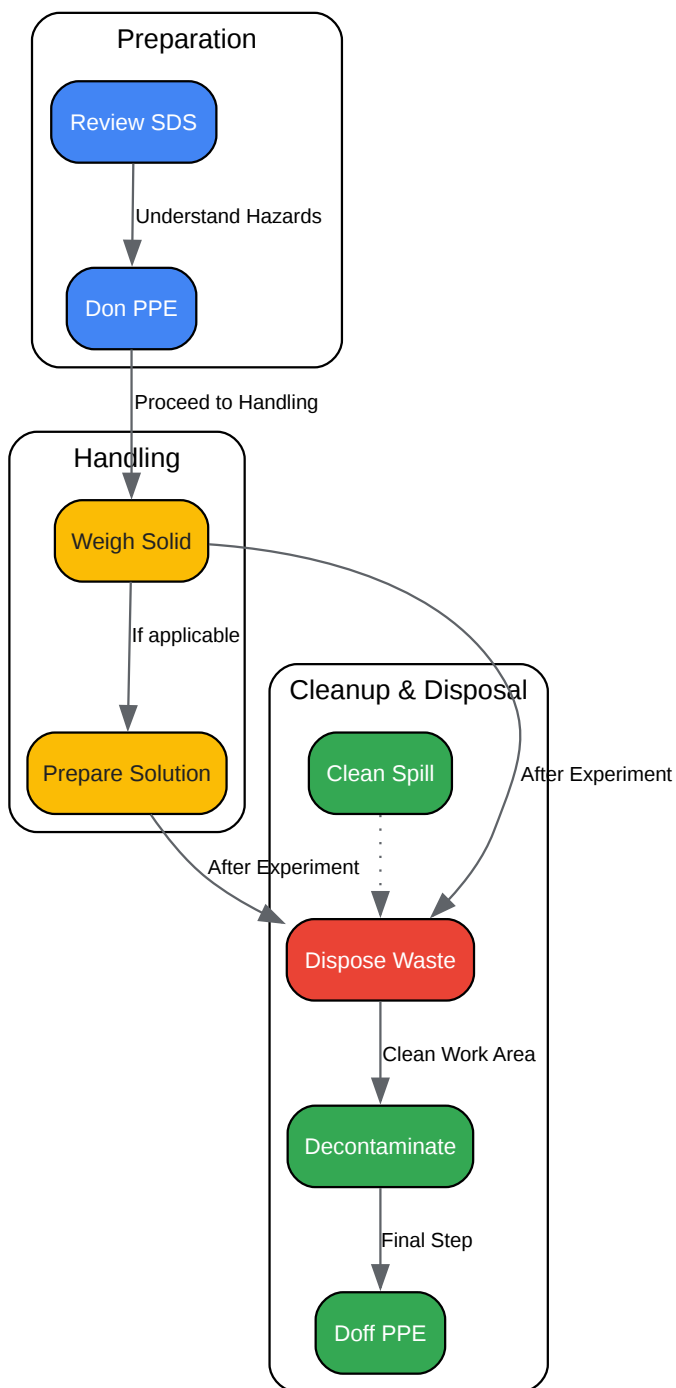 Preparation
Review SDS
Understand Hazards
Don PPE
Proceed to Handling
Handling
Weigh Solid
If applicable
Prepare Solution
Cleanup & Disposal
Clean Spill
After Experiment
After Experiment
Dispose Waste
Clean Work Area
Decontaminate
Final Step
Doff PPE